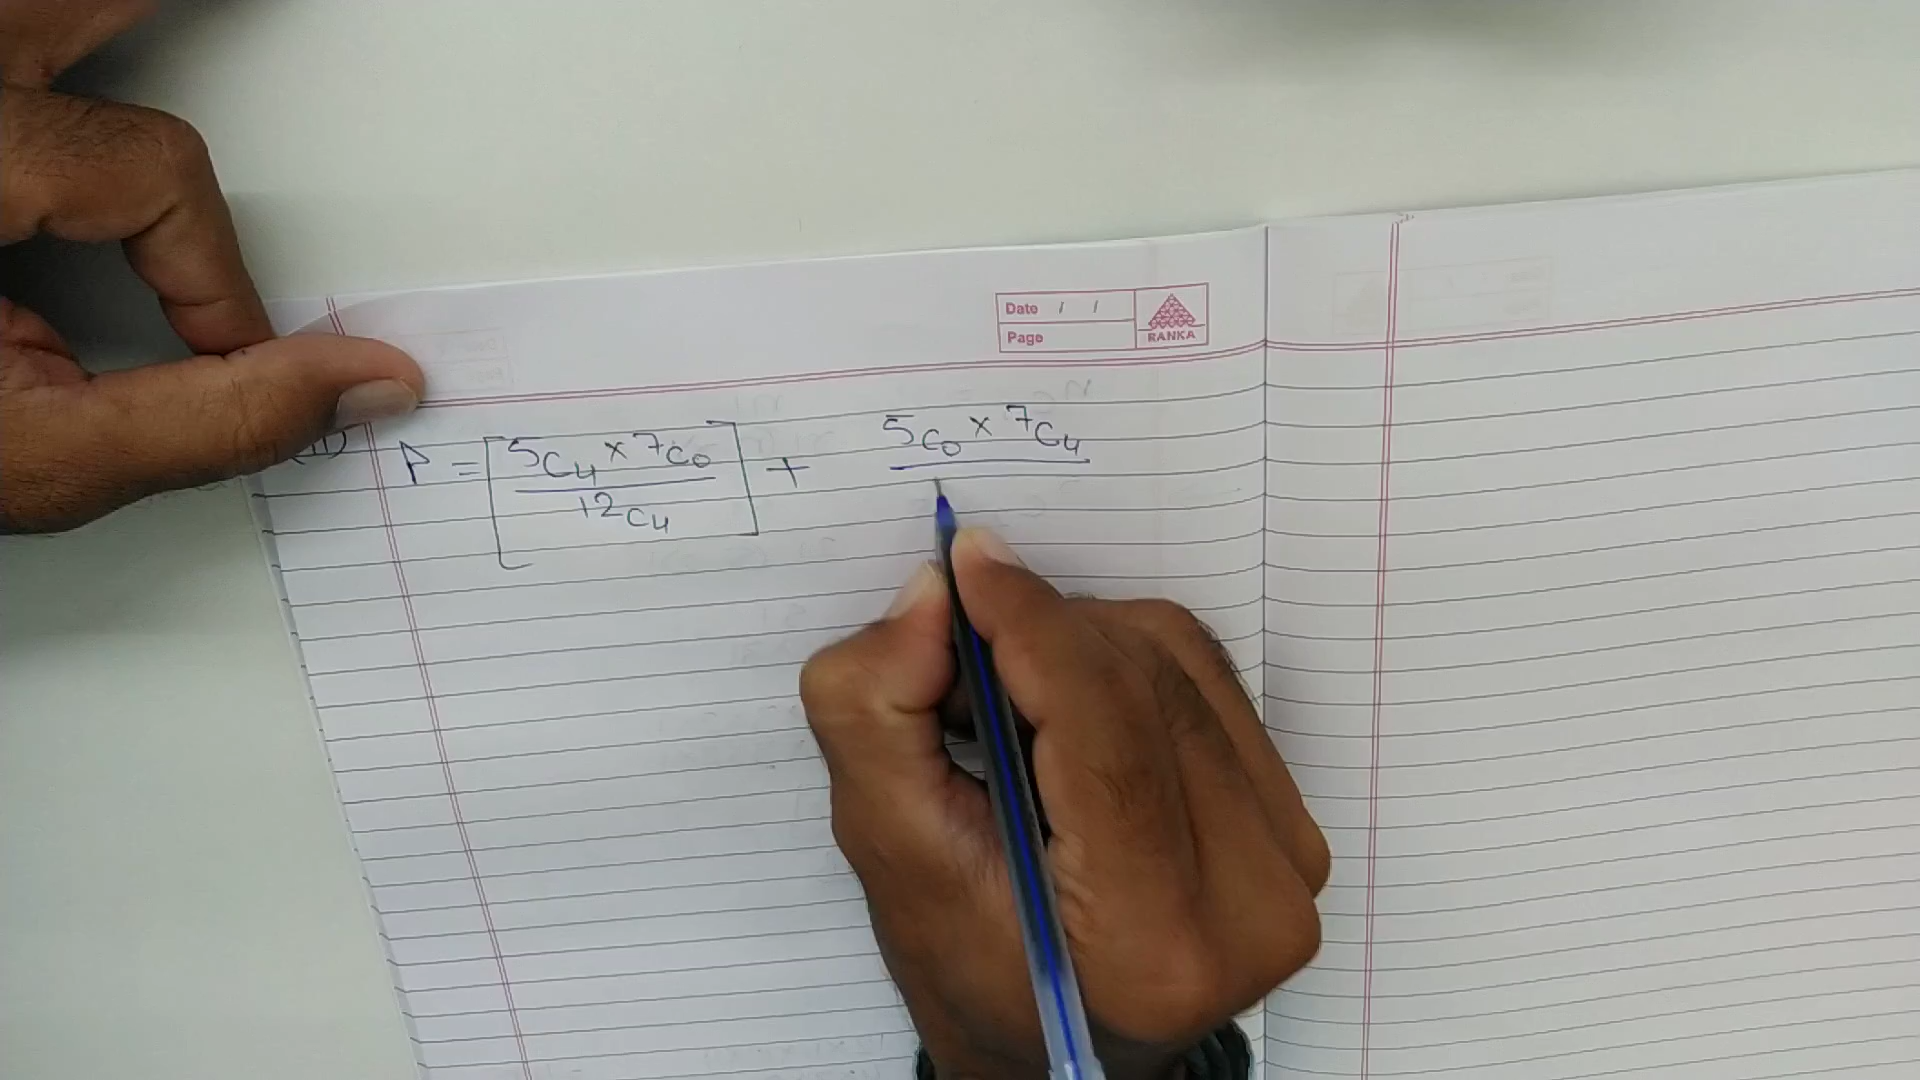 Date / /
Page
RANKA
P = [ ⁵C₄ × ⁷C₀ / ¹²C₄ ] + ⁵C₀ × ⁷C₄